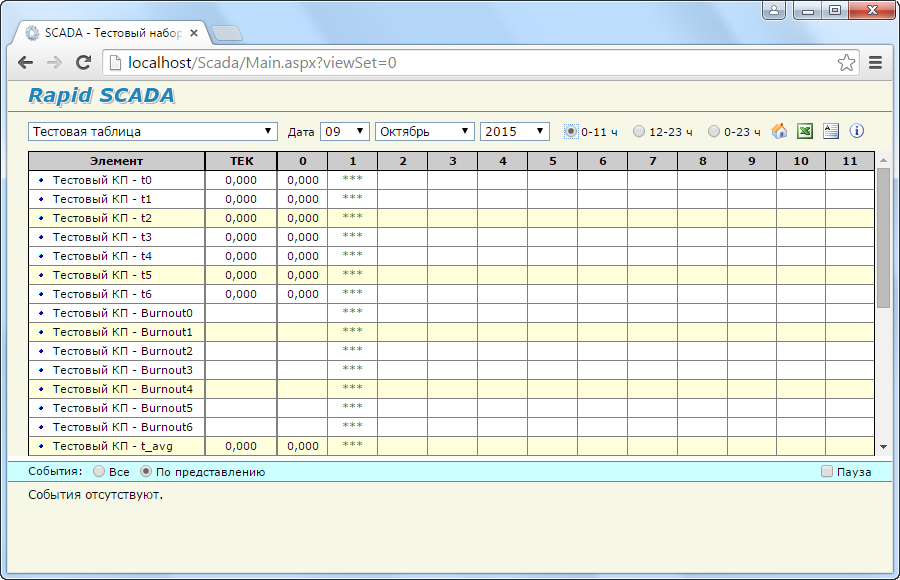 SCADA - Тестовый набор
localhost/Scada/Main.aspx?viewSet=0
Rapid SCADA
Тестовая таблица Дата 09 Октябрь 2015 0-11 ч 12-23 ч 0-23 ч
Элемент ТЕК 0 1 2 3 4 5 6 7 8 9 10 11
Тестовый КП - t0 0,000 0,000 ***
Тестовый КП - t1 0,000 0,000 ***
Тестовый КП - t2 0,000 0,000 ***
Тестовый КП - t3 0,000 0,000 ***
Тестовый КП - t4 0,000 0,000 ***
Тестовый КП - t5 0,000 0,000 ***
Тестовый КП - t6 0,000 0,000 ***
Тестовый КП - Burnout0 ***
Тестовый КП - Burnout1 ***
Тестовый КП - Burnout2 ***
Тестовый КП - Burnout3 ***
Тестовый КП - Burnout4 ***
Тестовый КП - Burnout5 ***
Тестовый КП - Burnout6 ***
Тестовый КП - t_avg 0,000 0,000 ***
События: Все По представлению Пауза
События отсутствуют.